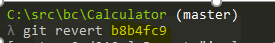 C:\src\bc\Calculator (master)
λ git revert b8b4fc9